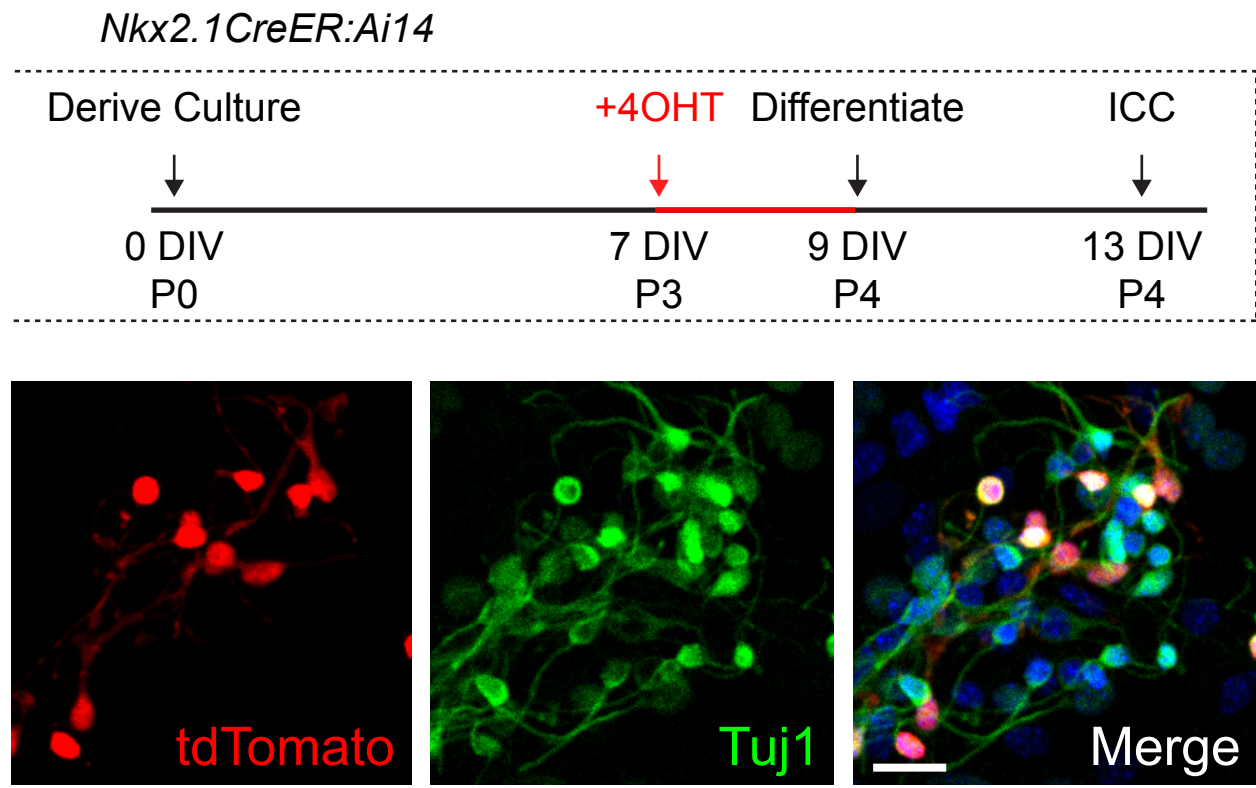 Nkx2.1CreER:Ai14
Derive Culture +4OHT Differentiate ICC
0 DIV 7 DIV 9 DIV 13 DIV
P0 P3 P4 P4
tdTomato Tuj1 Merge